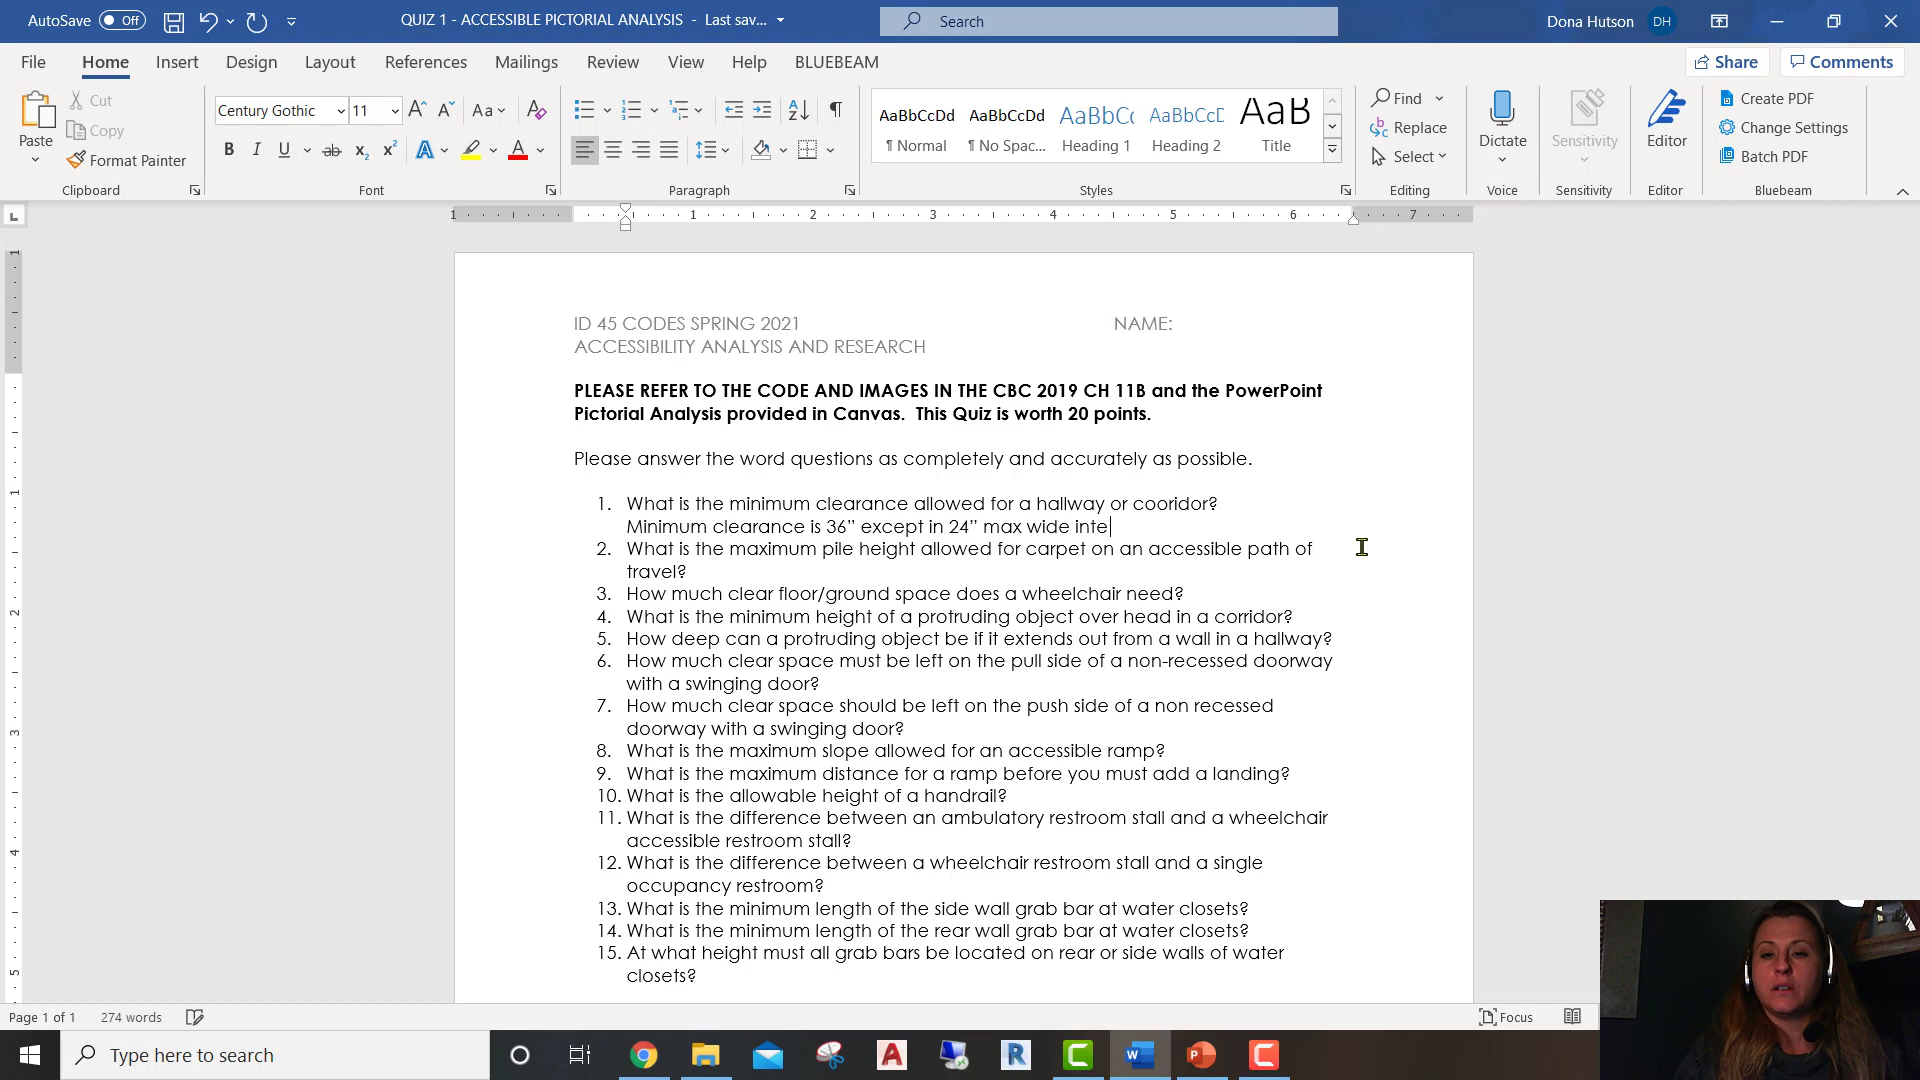 AutoSave Off QUIZ 1 - ACCESSIBLE PICTORIAL ANALYSIS - Last sav... Search Dona Hutson DH
File Home Insert Design Layout References Mailings Review View Help BLUEBEAM Share Comments
Paste Cut Copy Format Painter Clipboard
Century Gothic 11 Font
Paragraph
AaBbCcDd AaBbCcDd AaBbCc AaBbCcD AaB
¶ Normal ¶ No Spac... Heading 1 Heading 2 Title
Styles
Find Replace Select Editing
Dictate Voice
Sensitivity Sensitivity
Editor Editor
Create PDF Change Settings Batch PDF Bluebeam
1 1 2 3 4 5 6 7
ID 45 CODES SPRING 2021 NAME:
ACCESSIBILITY ANALYSIS AND RESEARCH
PLEASE REFER TO THE CODE AND IMAGES IN THE CBC 2019 CH 11B and the PowerPoint
Pictorial Analysis provided in Canvas. This Quiz is worth 20 points.
Please answer the word questions as completely and accurately as possible.
1. What is the minimum clearance allowed for a hallway or cooridor?
Minimum clearance is 36” except in 24” max wide inte
2. What is the maximum pile height allowed for carpet on an accessible path of
travel?
3. How much clear floor/ground space does a wheelchair need?
4. What is the minimum height of a protruding object over head in a corridor?
5. How deep can a protruding object be if it extends out from a wall in a hallway?
6. How much clear space must be left on the pull side of a non-recessed doorway
with a swinging door?
7. How much clear space should be left on the push side of a non recessed
doorway with a swinging door?
8. What is the maximum slope allowed for an accessible ramp?
9. What is the maximum distance for a ramp before you must add a landing?
10. What is the allowable height of a handrail?
11. What is the difference between an ambulatory restroom stall and a wheelchair
accessible restroom stall?
12. What is the difference between a wheelchair restroom stall and a single
occupancy restroom?
13. What is the minimum length of the side wall grab bar at water closets?
14. What is the minimum length of the rear wall grab bar at water closets?
15. At what height must all grab bars be located on rear or side walls of water
closets?
Page 1 of 1 274 words Focus
Type here to search